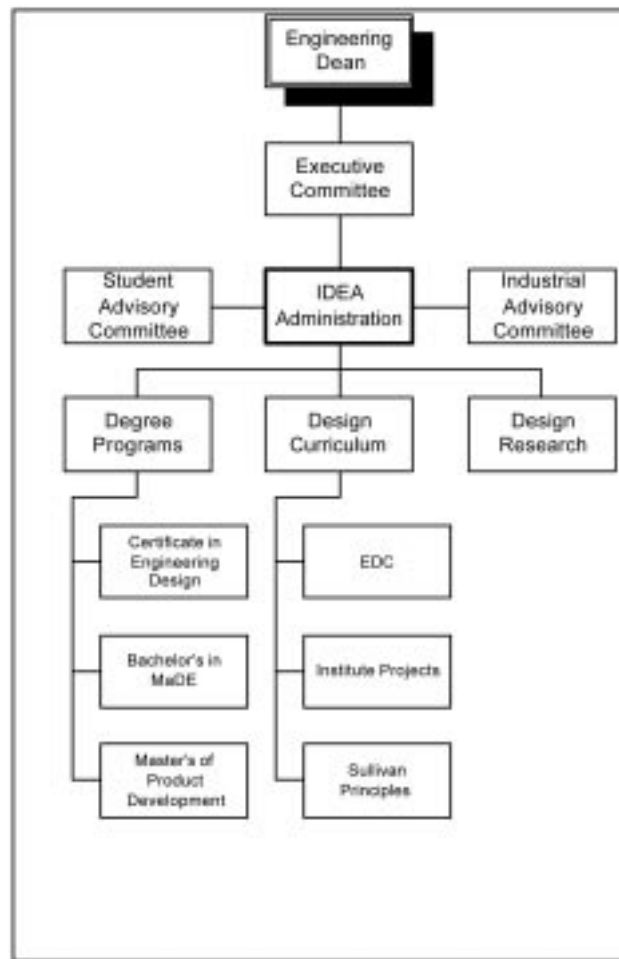 Engineering
Dean
Executive
Committee
Student
Advisory
Committee
IDEA
Administration
Industrial
Advisory
Committee
Degree
Programs
Design
Curriculum
Design
Research
Certificate in
Engineering
Design
EDC
Bachelor's in
MaDE
Institute Projects
Master's of
Product
Development
Sullivan
Principles